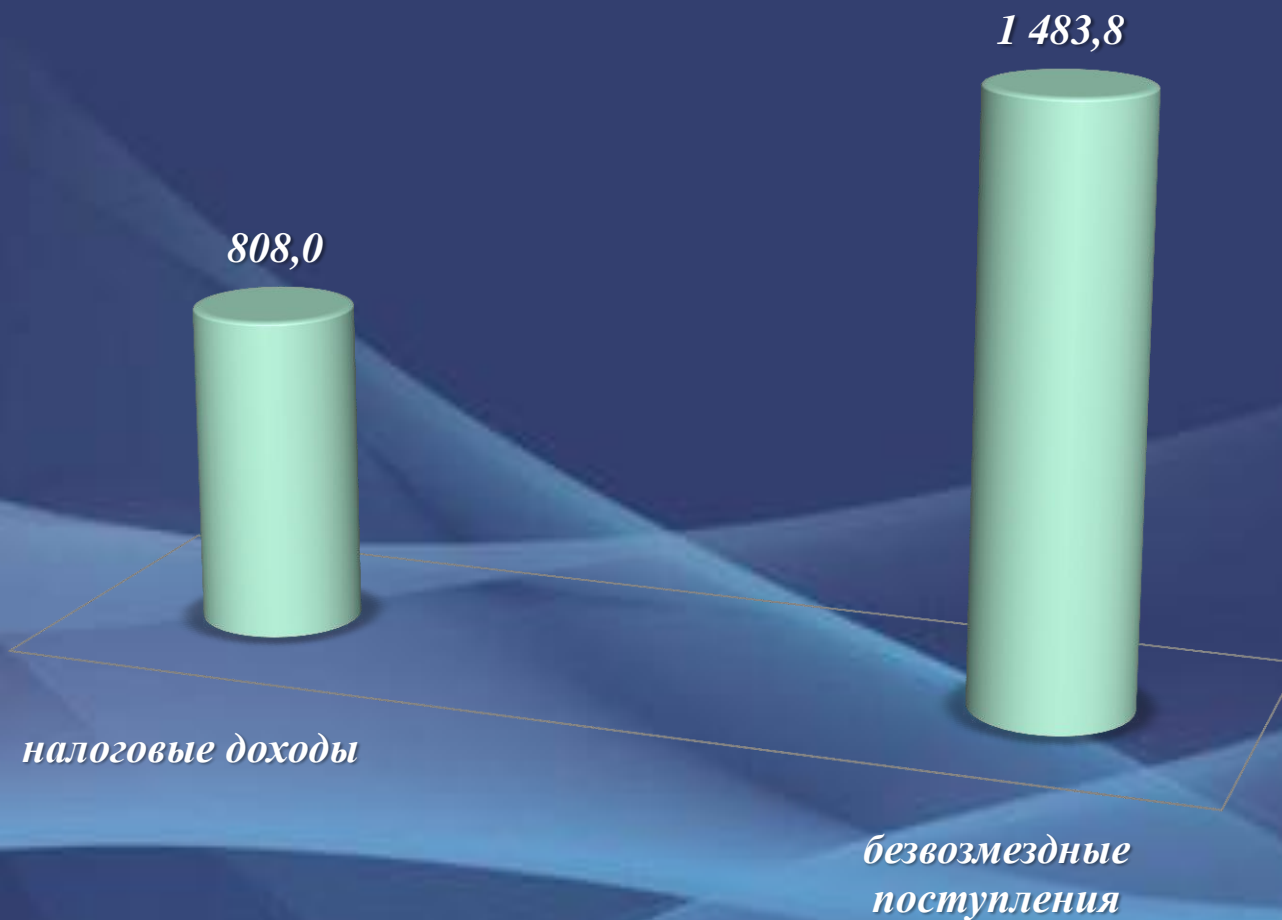 1 483,8
808,0
налоговые доходы
безвозмездные
поступления